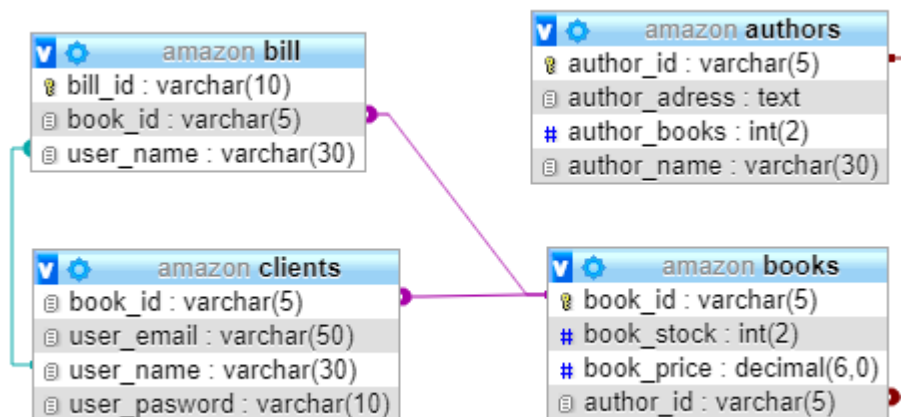 amazon bill
bill_id : varchar(10)
book_id : varchar(5)
user_name : varchar(30)
amazon authors
author_id : varchar(5)
author_adress : text
# author_books : int(2)
author_name : varchar(30)
amazon clients
book_id : varchar(5)
user_email : varchar(50)
user_name : varchar(30)
user_pasword : varchar(10)
amazon books
book_id : varchar(5)
# book_stock : int(2)
# book_price : decimal(6,0)
author_id : varchar(5)